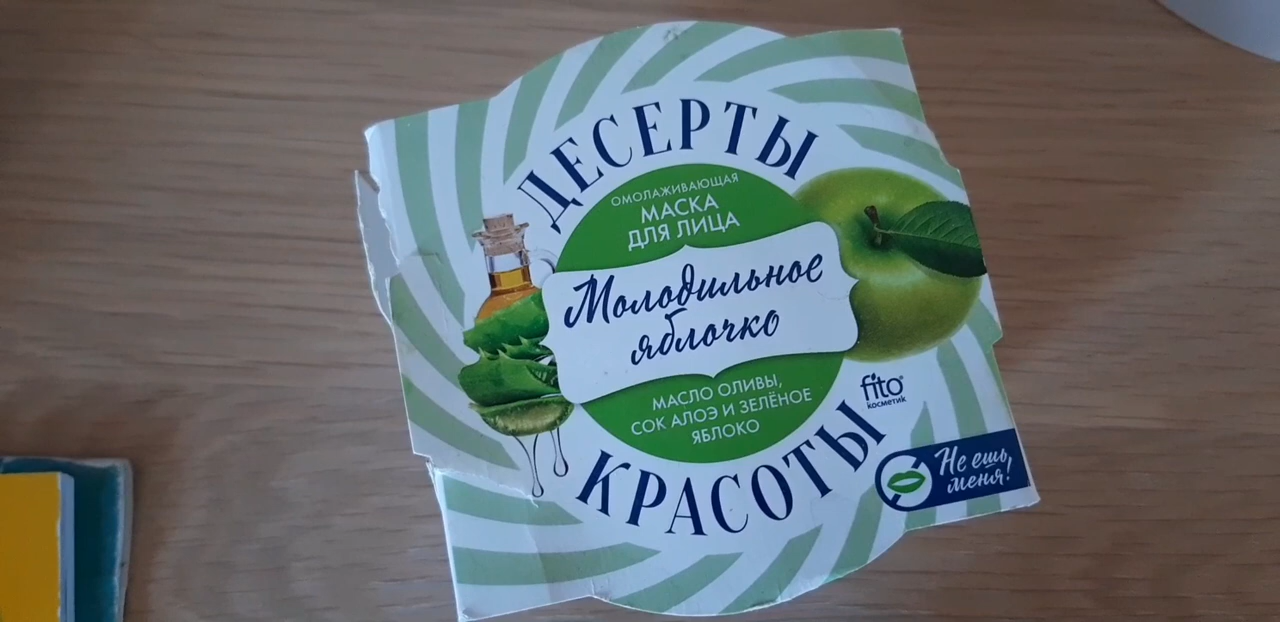 ДЕСЕРТЫ
ОМОЛАЖИВАЮЩАЯ
МАСКА
ДЛЯ ЛИЦА
Молодильное
яблочко
МАСЛО ОЛИВЫ,
СОК АЛОЭ И ЗЕЛЁНОЕ
ЯБЛОКО
fito®
косметик
КРАСОТЫ
Не ешь
меня!